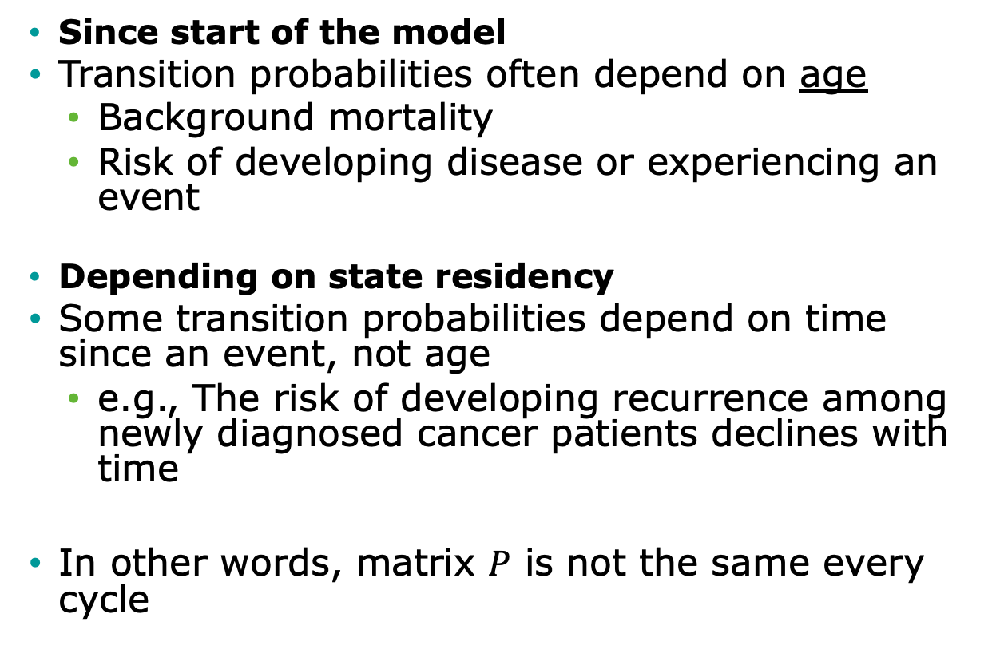 • Since start of the model
• Transition probabilities often depend on age
• Background mortality
• Risk of developing disease or experiencing an
event
• Depending on state residency
• Some transition probabilities depend on time
since an event, not age
• e.g., The risk of developing recurrence among
newly diagnosed cancer patients declines with
time
• In other words, matrix P is not the same every
cycle